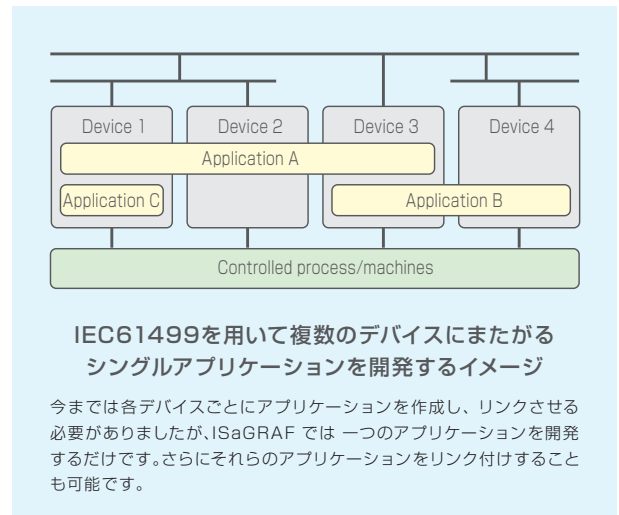 Device 1
Device 2
Device 3
Device 4
Application A
Application C
Application B
Controlled process/machines
IEC61499を用いて複数のデバイスにまたがる
シングルアプリケーションを開発するイメージ
今までは各デバイスごとにアプリケーションを作成し、リンクさせる
必要がありましたが、ISaGRAF では 一つのアプリケーションを開発
するだけです。さらにそれらのアプリケーションをリンク付けすること
も可能です。